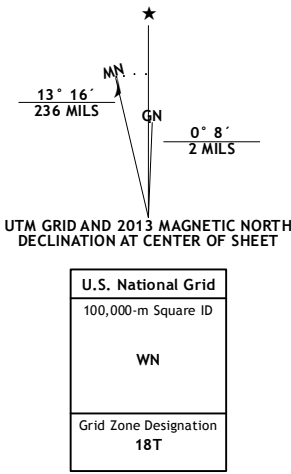 ★
MN
13° 16´
236 MILS
GN
0° 8´
2 MILS
UTM GRID AND 2013 MAGNETIC NORTH
DECLINATION AT CENTER OF SHEET
U.S. National Grid
100,000-m Square ID
WN
Grid Zone Designation
18T